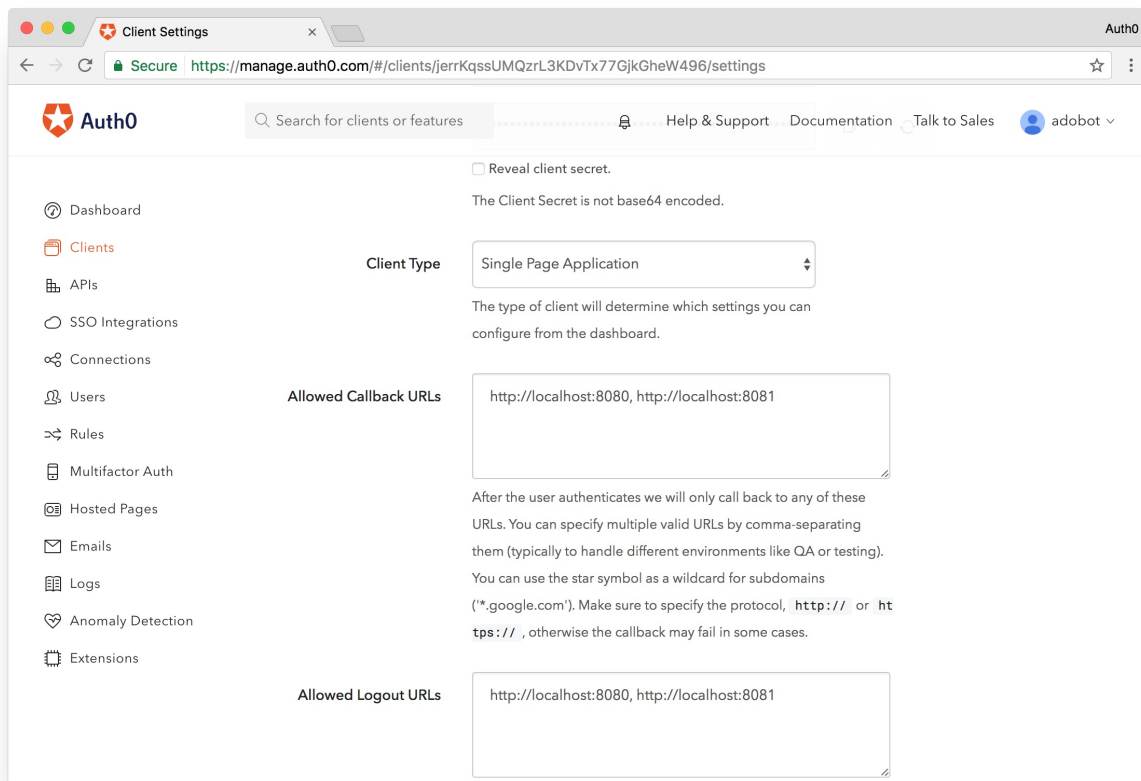 Client Settings
Auth0
Secure https://manage.auth0.com/#/clients/jerrKqssUMQzrL3KDvTx77GjkGheW496/settings
Auth0
Search for clients or features
Help & Support Documentation Talk to Sales adobot
Dashboard
Clients
APIs
SSO Integrations
Connections
Users
Rules
Multifactor Auth
Hosted Pages
Emails
Logs
Anomaly Detection
Extensions
Reveal client secret.
The Client Secret is not base64 encoded.
Client Type
Single Page Application
The type of client will determine which settings you can
configure from the dashboard.
Allowed Callback URLs
http://localhost:8080, http://localhost:8081
After the user authenticates we will only call back to any of these
URLs. You can specify multiple valid URLs by comma-separating
them (typically to handle different environments like QA or testing).
You can use the star symbol as a wildcard for subdomains
('*.google.com'). Make sure to specify the protocol, http:// or ht
tps:// , otherwise the callback may fail in some cases.
Allowed Logout URLs
http://localhost:8080, http://localhost:8081